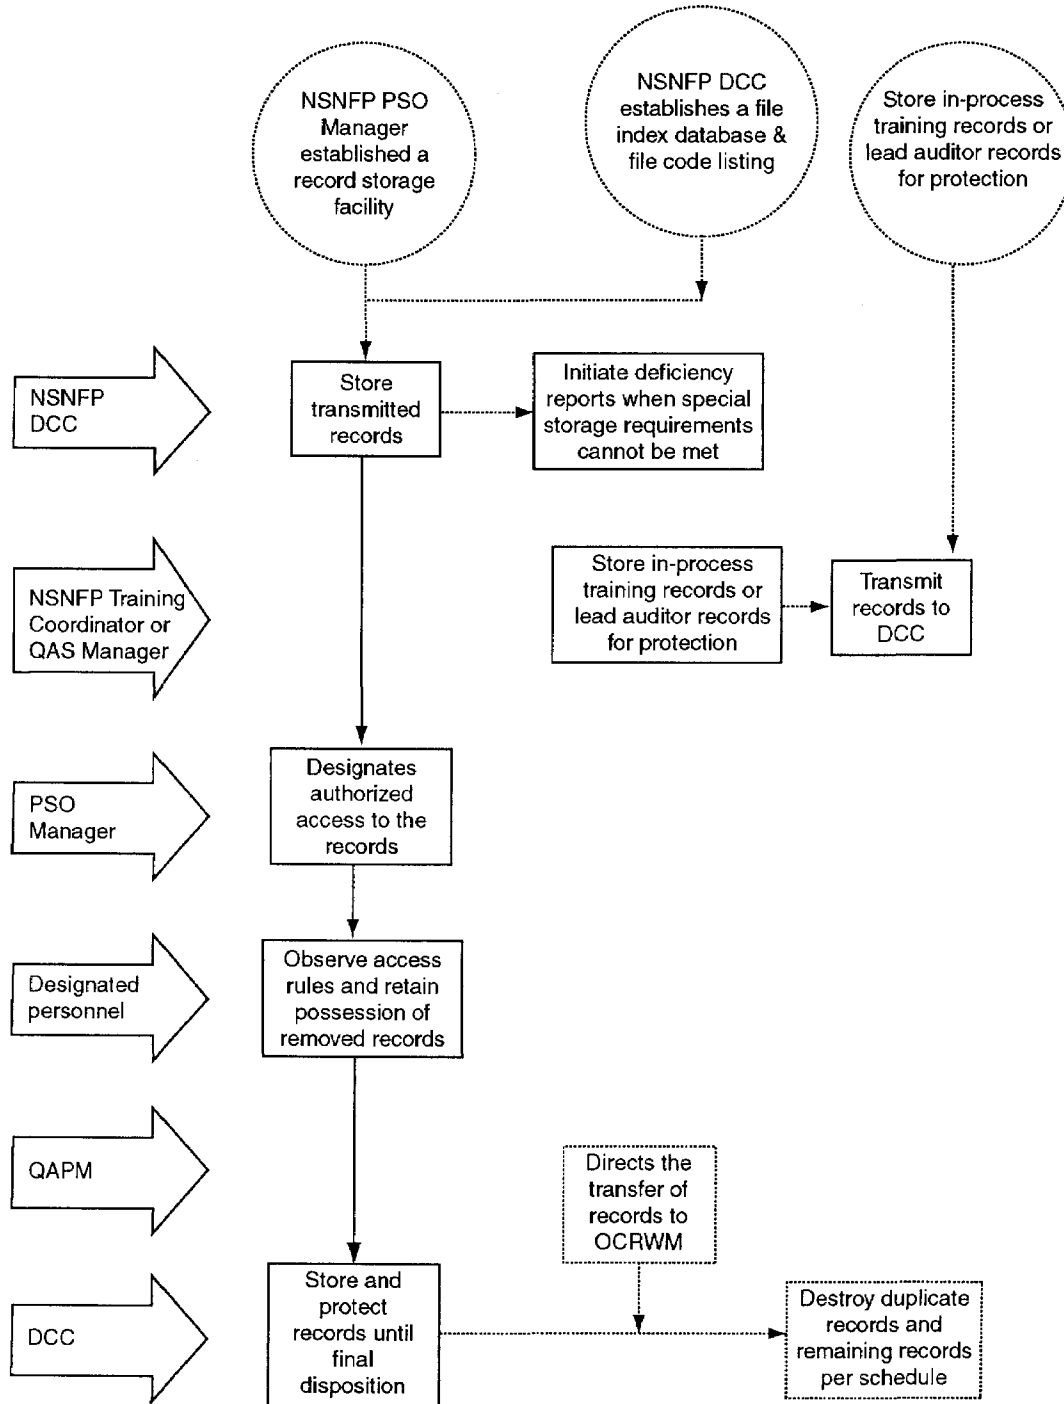 NSNFP PSO
Manager
established a
record storage
facility
NSNFP DCC
establishes a file
index database &
file code listing
Store in-process
training records or
lead auditor records
for protection
NSNFP
DCC
Store
transmitted
records
Initiate deficiency
reports when special
storage requirements
cannot be met
NSNFP Training
Coordinator or
QAS Manager
Store in-process
training records or
lead auditor records
for protection
Transmit
records to
DCC
PSO
Manager
Designates
authorized
access to the
records
Designated
personnel
Observe access
rules and retain
possession of
removed records
QAPM
Directs the
transfer of
records to
OCRWM
DCC
Store and
protect
records until
final
disposition
Destroy duplicate
records and
remaining records
per schedule